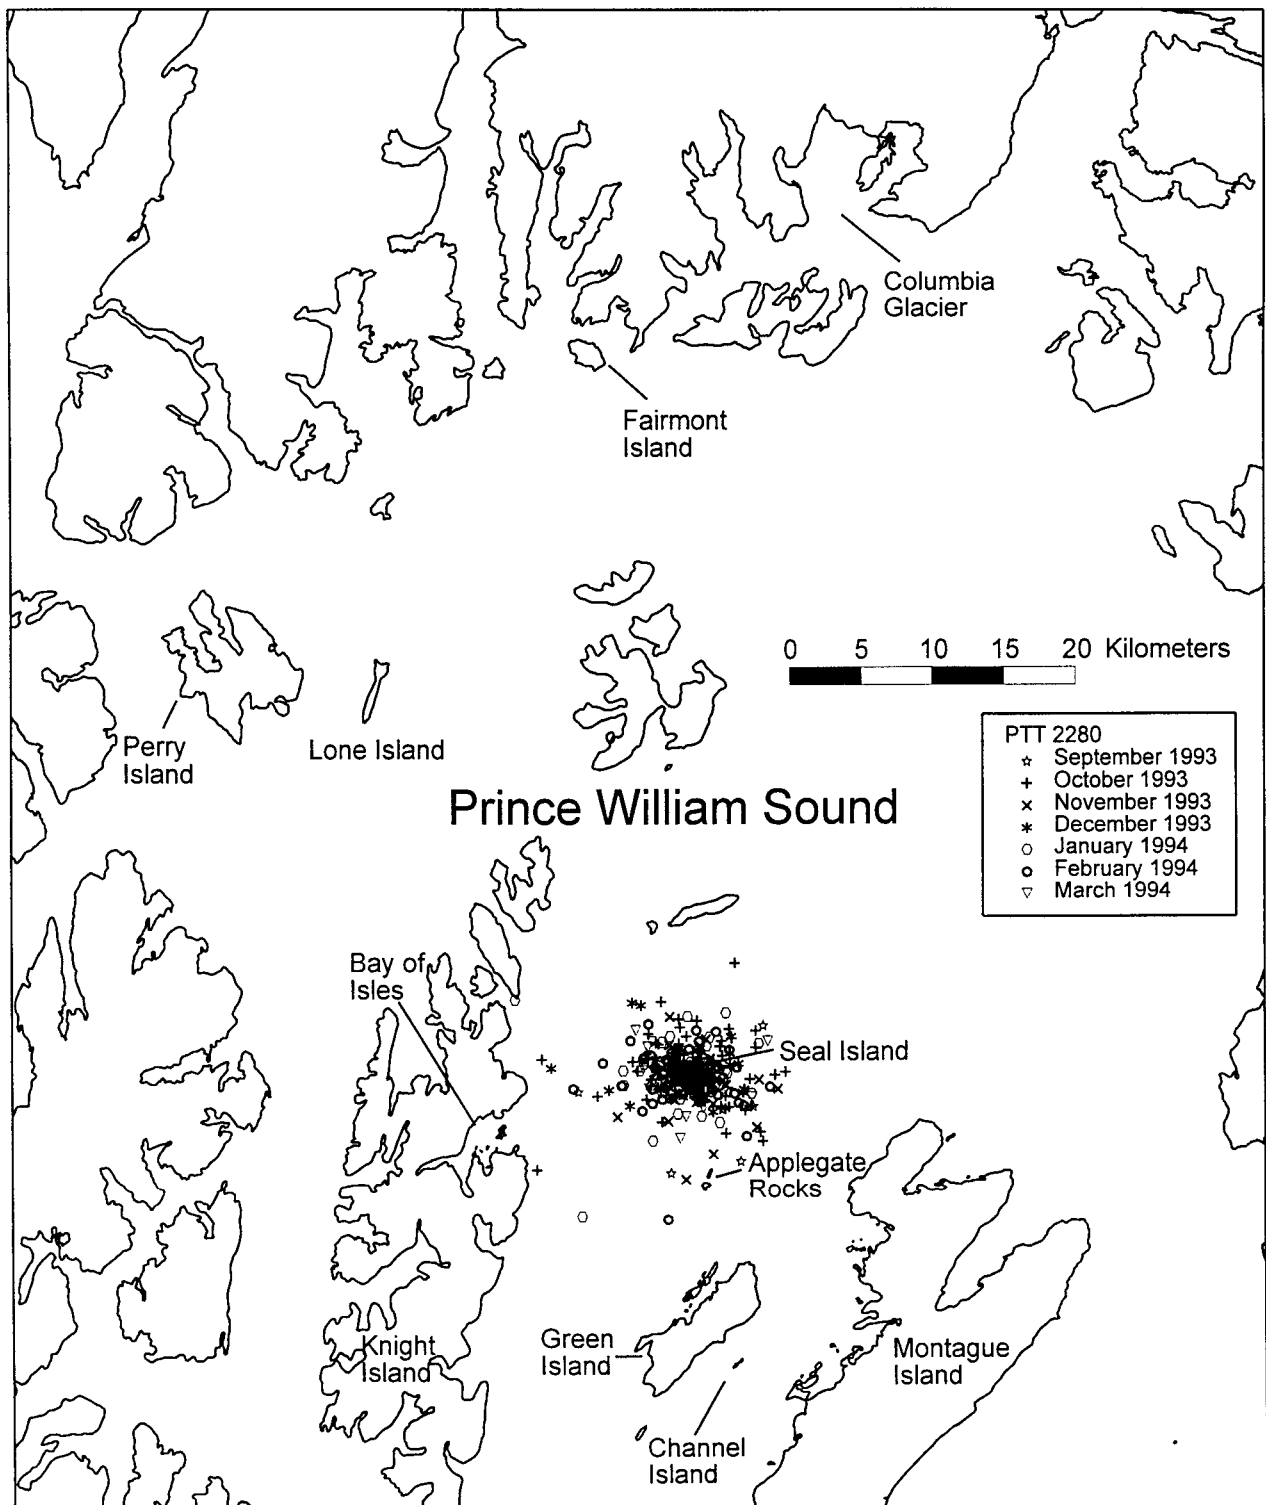 Columbia
Glacier
Fairmont
Island
0 5 10 15 20 Kilometers
Perry
Island
Lone Island
PTT 2280
September 1993
October 1993
November 1993
December 1993
January 1994
February 1994
March 1994
Prince William Sound
Bay of
Isles
Seal Island
Applegate
Rocks
Knight
Island
Green
Island
Montague
Island
Channel
Island